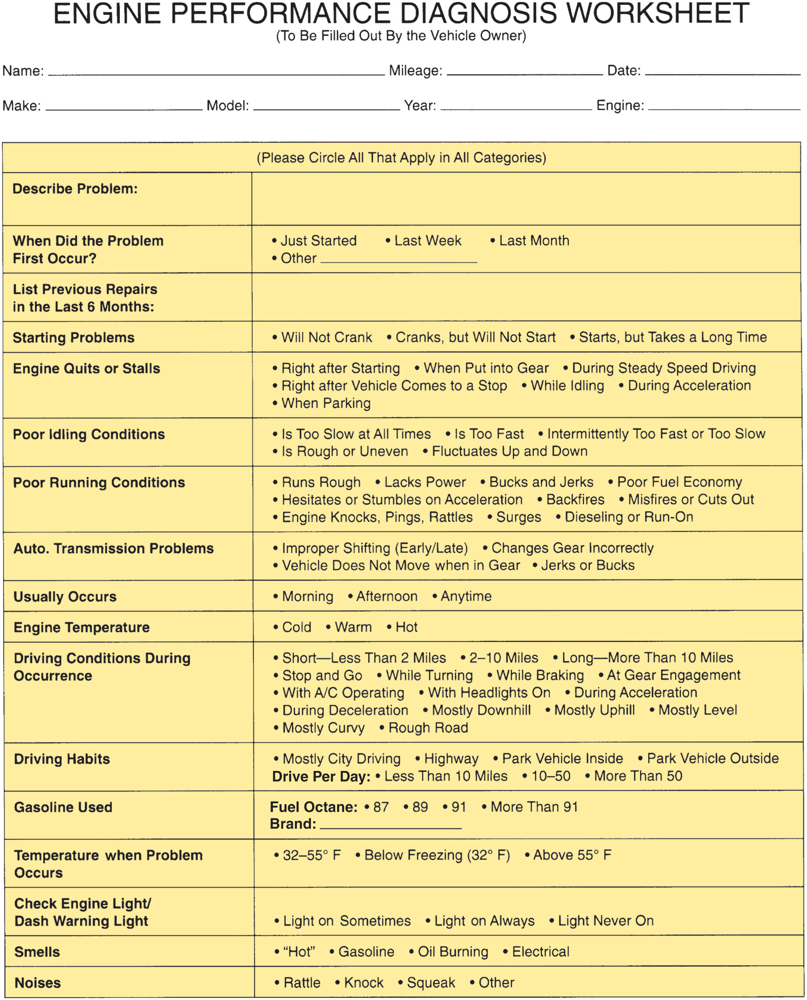 ENGINE PERFORMANCE DIAGNOSIS WORKSHEET
(To Be Filled Out By the Vehicle Owner)
Name: Mileage: Date:
Make: Model: Year: Engine:
(Please Circle All That Apply in All Categories)
Describe Problem:
When Did the Problem
First Occur?
• Just Started • Last Week • Last Month
• Other
List Previous Repairs
in the Last 6 Months:
Starting Problems
• Will Not Crank • Cranks, but Will Not Start • Starts, but Takes a Long Time
Engine Quits or Stalls
• Right after Starting • When Put into Gear • During Steady Speed Driving
• Right after Vehicle Comes to a Stop • While Idling • During Acceleration
• When Parking
Poor Idling Conditions
• Is Too Slow at All Times • Is Too Fast • Intermittently Too Fast or Too Slow
• Is Rough or Uneven • Fluctuates Up and Down
Poor Running Conditions
• Runs Rough • Lacks Power • Bucks and Jerks • Poor Fuel Economy
• Hesitates or Stumbles on Acceleration • Backfires • Misfires or Cuts Out
• Engine Knocks, Pings, Rattles • Surges • Dieseling or Run-On
Auto. Transmission Problems
• Improper Shifting (Early/Late) • Changes Gear Incorrectly
• Vehicle Does Not Move when in Gear • Jerks or Bucks
Usually Occurs
• Morning • Afternoon • Anytime
Engine Temperature
• Cold • Warm • Hot
Driving Conditions During
Occurrence
• Short—Less Than 2 Miles • 2–10 Miles • Long—More Than 10 Miles
• Stop and Go • While Turning • While Braking • At Gear Engagement
• With A/C Operating • With Headlights On • During Acceleration
• During Deceleration • Mostly Downhill • Mostly Uphill • Mostly Level
• Mostly Curvy • Rough Road
Driving Habits
• Mostly City Driving • Highway • Park Vehicle Inside • Park Vehicle Outside
Drive Per Day: • Less Than 10 Miles • 10–50 • More Than 50
Gasoline Used
Fuel Octane: • 87 • 89 • 91 • More Than 91
Brand:
Temperature when Problem
Occurs
• 32–55° F • Below Freezing (32° F) • Above 55° F
Check Engine Light/
Dash Warning Light
• Light on Sometimes • Light on Always • Light Never On
Smells
• “Hot” • Gasoline • Oil Burning • Electrical
Noises
• Rattle • Knock • Squeak • Other